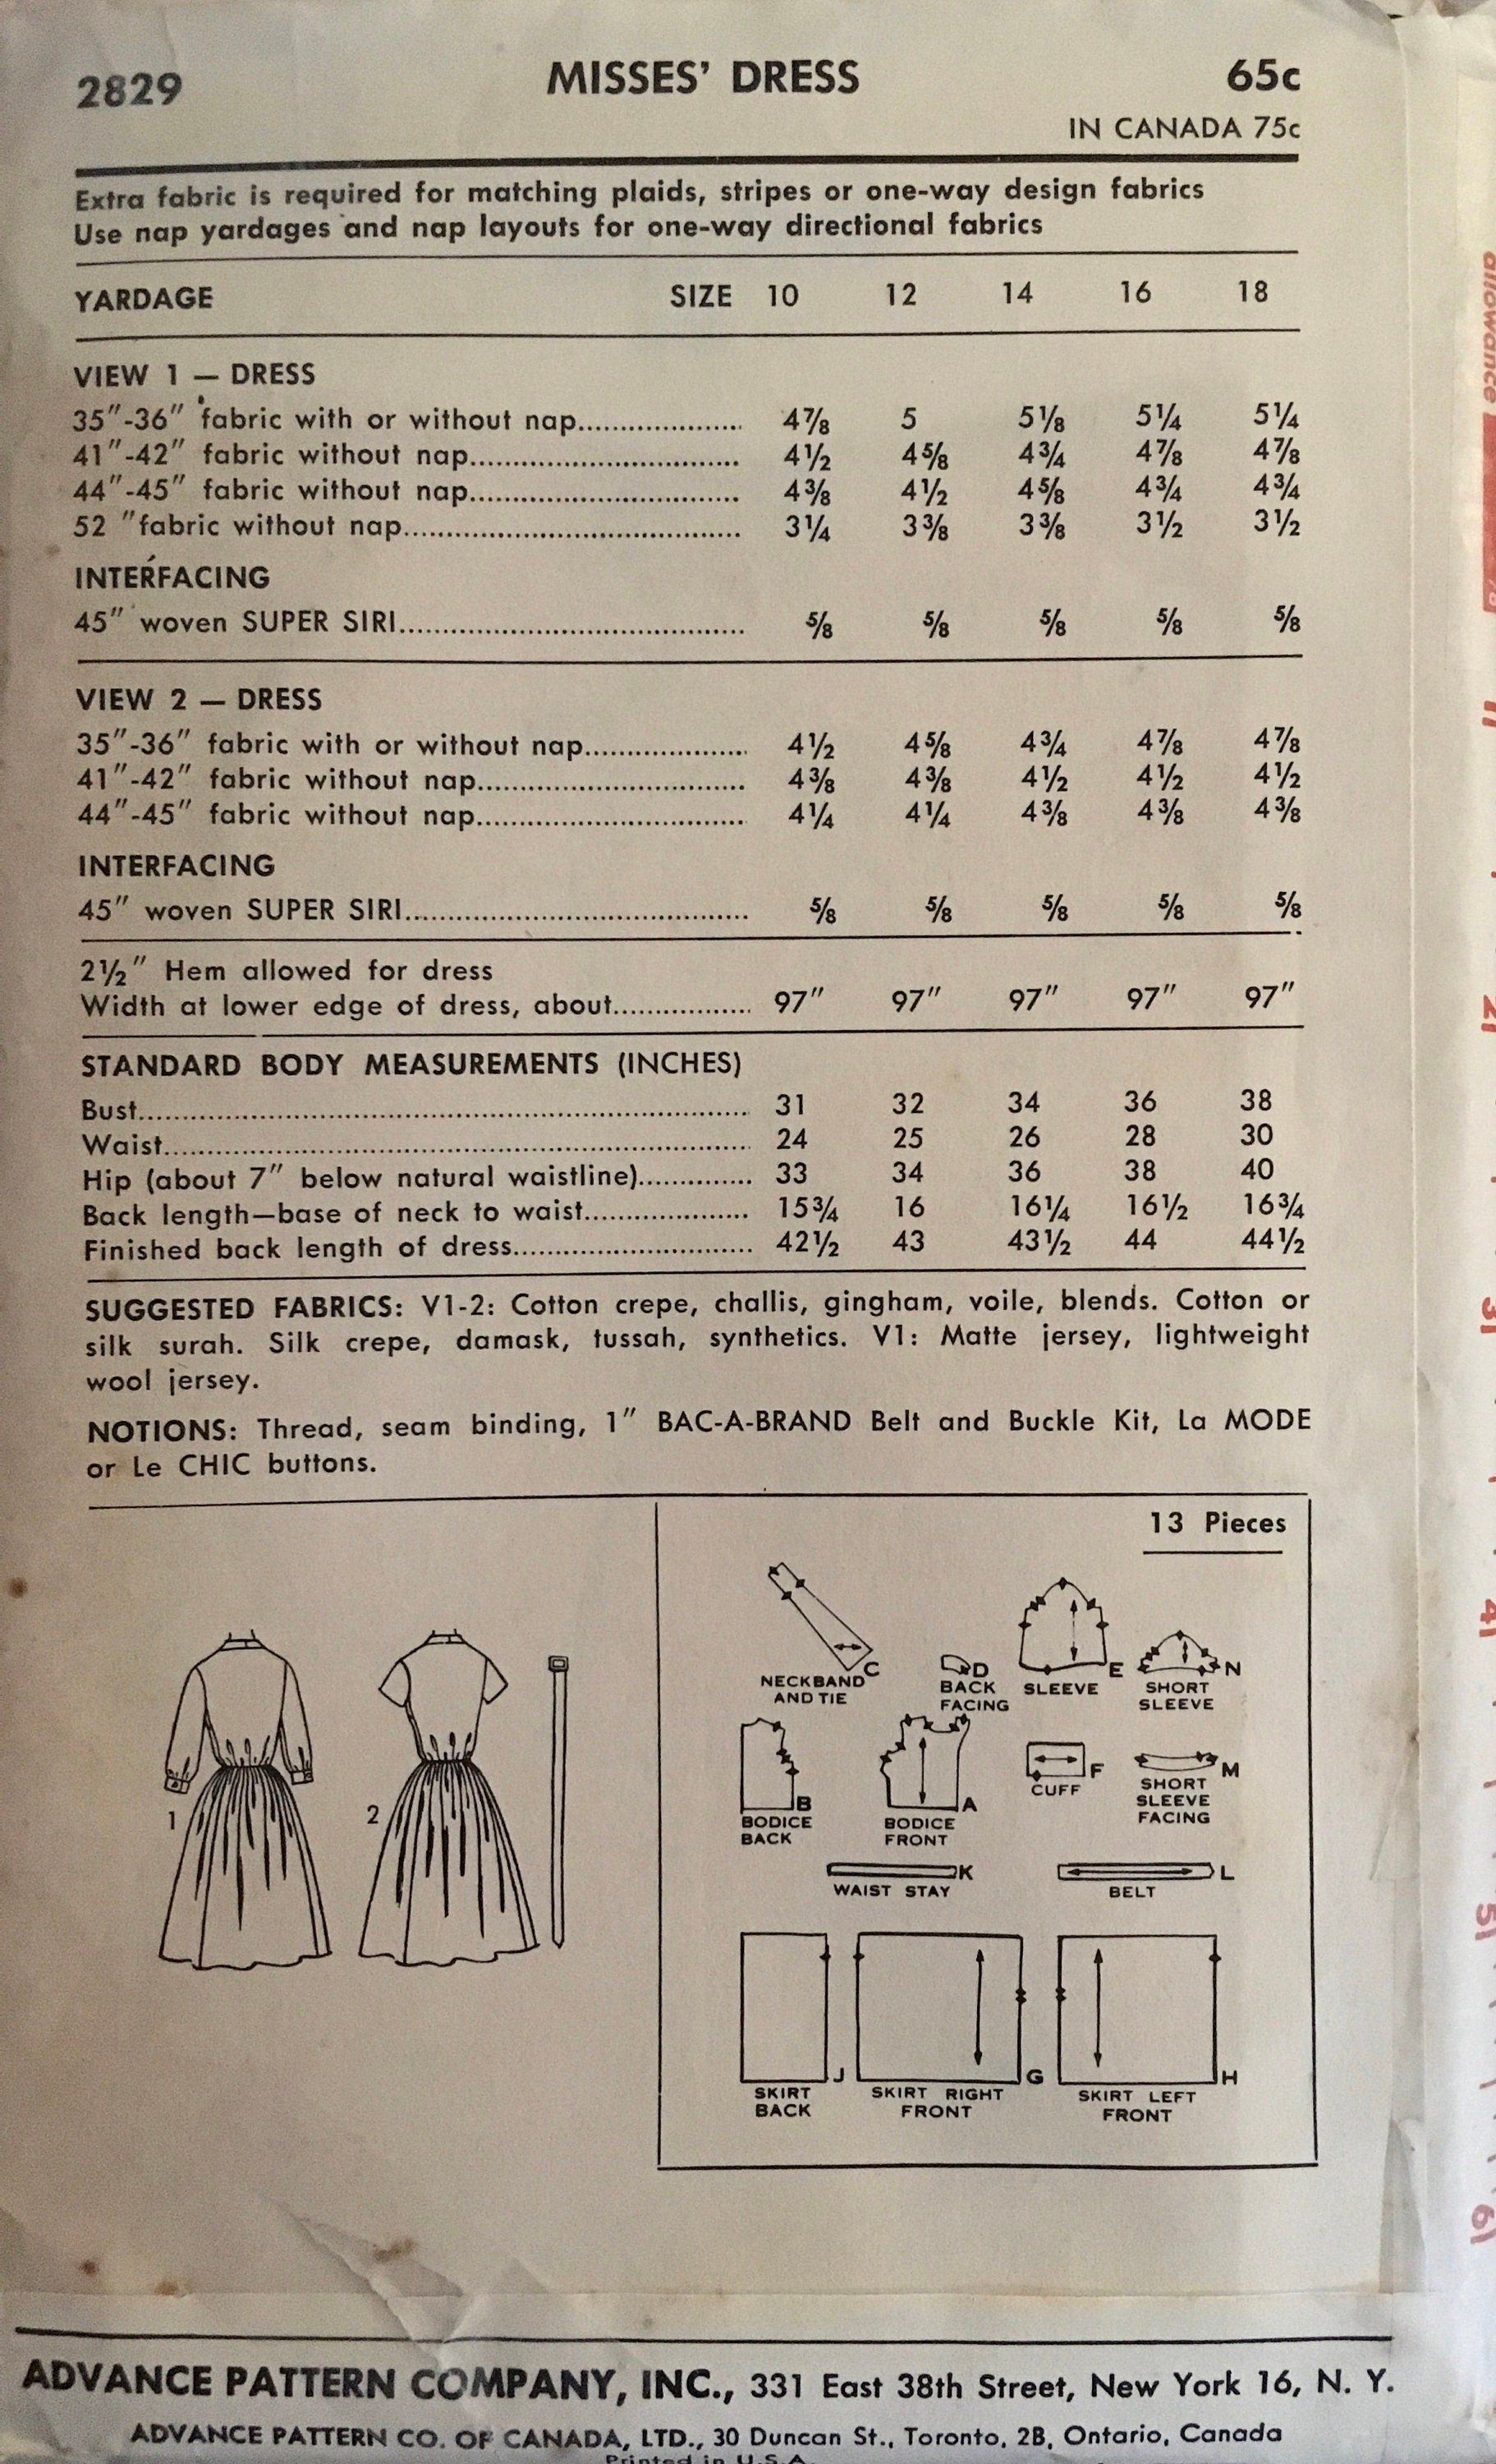 2829 MISSES' DRESS 65c
IN CANADA 75c
Extra fabric is required for matching plaids, stripes or one-way design fabrics
Use nap yardages and nap layouts for one-way directional fabrics
YARDAGE SIZE 10 12 14 16 18
VIEW 1 — DRESS
35"-36" fabric with or without nap.................... 4⅞ 5 5⅛ 5¼ 5¼
41"-42" fabric without nap................................ 4½ 4⅝ 4¾ 4⅞ 4⅞
44"-45" fabric without nap................................ 4⅜ 4½ 4⅝ 4¾ 4¾
52 "fabric without nap........................................ 3¼ 3⅜ 3⅜ 3½ 3½
INTERFACING
45" woven SUPER SIRI......................................... ⅝ ⅝ ⅝ ⅝ ⅝
VIEW 2 — DRESS
35"-36" fabric with or without nap.................... 4½ 4⅝ 4¾ 4⅞ 4⅞
41"-42" fabric without nap................................ 4⅜ 4⅜ 4½ 4½ 4½
44"-45" fabric without nap................................ 4¼ 4¼ 4⅜ 4⅜ 4⅜
INTERFACING
45" woven SUPER SIRI......................................... ⅝ ⅝ ⅝ ⅝ ⅝
2½" Hem allowed for dress
Width at lower edge of dress, about................. 97" 97" 97" 97" 97"
STANDARD BODY MEASUREMENTS (INCHES)
Bust......................................................................... 31 32 34 36 38
Waist...................................................................... 24 25 26 28 30
Hip (about 7" below natural waistline).............. 33 34 36 38 40
Back length—base of neck to waist.................... 15¾ 16 16¼ 16½ 16¾
Finished back length of dress............................. 42½ 43 43½ 44 44½
SUGGESTED FABRICS: V1-2: Cotton crepe, challis, gingham, voile, blends. Cotton or
silk surah. Silk crepe, damask, tussah, synthetics. V1: Matte jersey, lightweight
wool jersey.
NOTIONS: Thread, seam binding, 1" BAC-A-BRAND Belt and Buckle Kit, La MODE
or Le CHIC buttons.
1 2
13 Pieces
C D E N
NECKBAND AND TIE
BACK FACING
SLEEVE
SHORT SLEEVE
B A F M
BODICE BACK
BODICE FRONT
CUFF
SHORT SLEEVE FACING
K L
WAIST STAY
BELT
J G H
SKIRT BACK
SKIRT RIGHT FRONT
SKIRT LEFT FRONT
ADVANCE PATTERN COMPANY, INC., 331 East 38th Street, New York 16, N. Y.
ADVANCE PATTERN CO. OF CANADA, LTD., 30 Duncan St., Toronto, 2B, Ontario, Canada
Printed in U.S.A.
allowance
2|
3|
4|
5|
6|